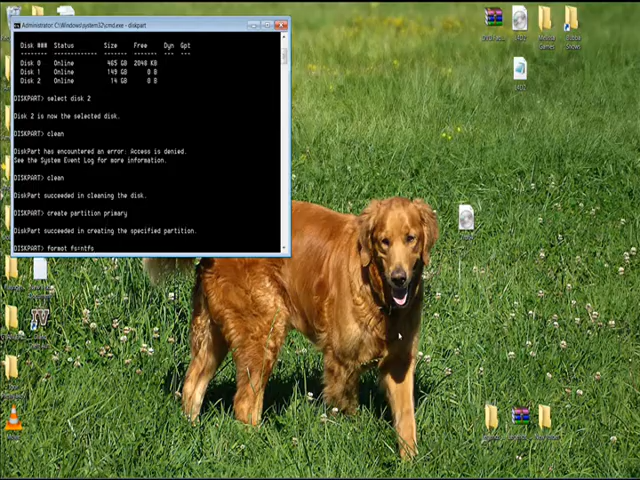 Administrator: C:\Windows\system32\cmd.exe - diskpart
Disk ### Status Size Free Dyn Gpt
-------- ------------- ------- ------- --- ---
Disk 0 Online 465 GB 2048 KB
Disk 1 Online 149 GB 0 B
Disk 2 Online 14 GB 0 B
DISKPART> select disk 2
Disk 2 is now the selected disk.
DISKPART> clean
DiskPart has encountered an error: Access is denied.
See the System Event Log for more information.
DISKPART> clean
DiskPart succeeded in cleaning the disk.
DISKPART> create partition primary
DiskPart succeeded in creating the specified partition.
DISKPART> format fs=ntfs